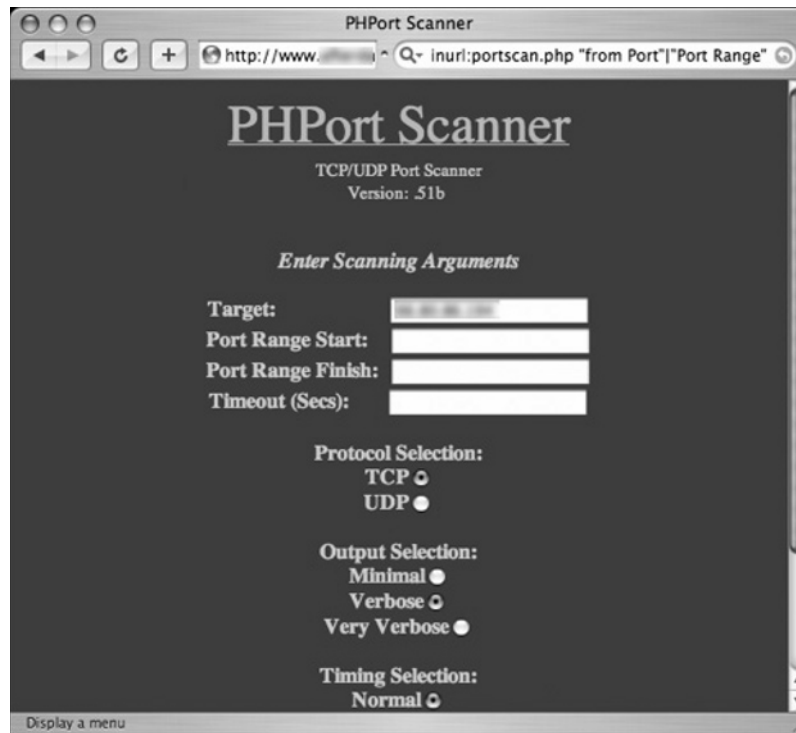 PHPort Scanner
http://www.
inurl:portscan.php "from Port"|"Port Range"
PHPort Scanner
TCP/UDP Port Scanner
Version: .51b
Enter Scanning Arguments
Target:
Port Range Start:
Port Range Finish:
Timeout (Secs):
Protocol Selection:
TCP
UDP
Output Selection:
Minimal
Verbose
Very Verbose
Timing Selection:
Normal
Display a menu